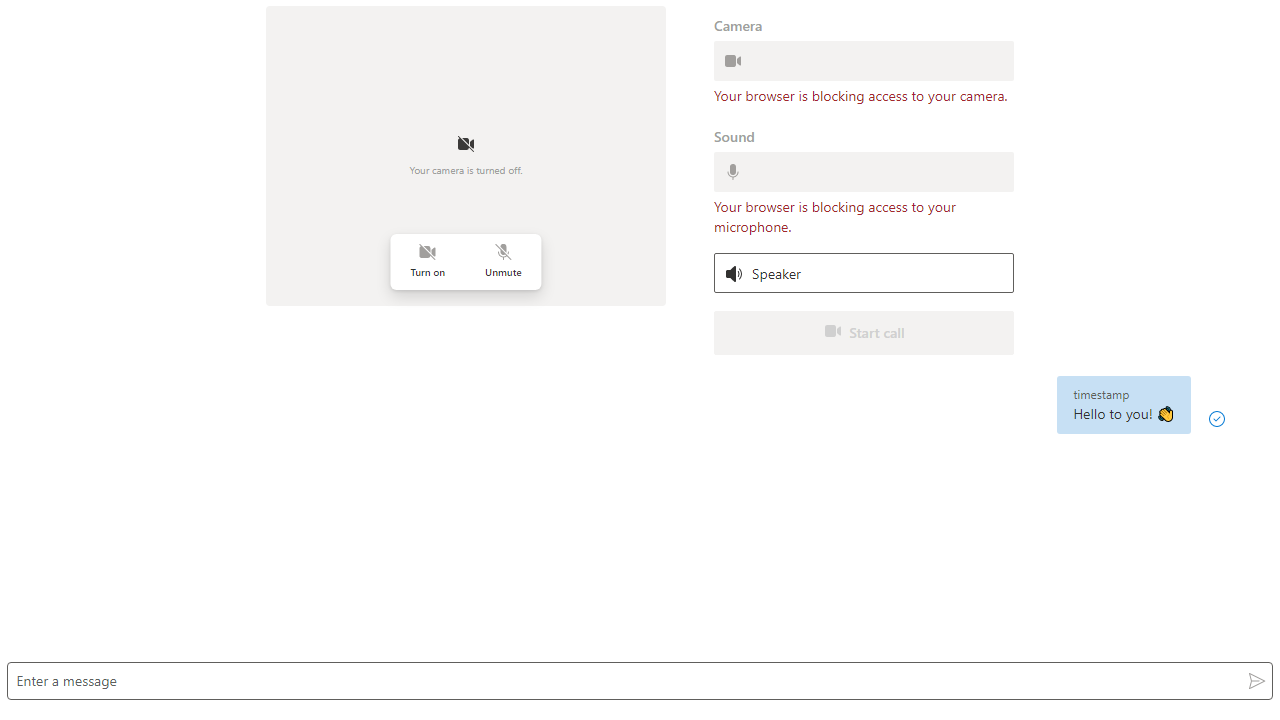 Your camera is turned off.
Turn on
Unmute
Camera
Your browser is blocking access to your camera.
Sound
Your browser is blocking access to your
microphone.
Speaker
Start call
timestamp
Hello to you! 👏
Enter a message